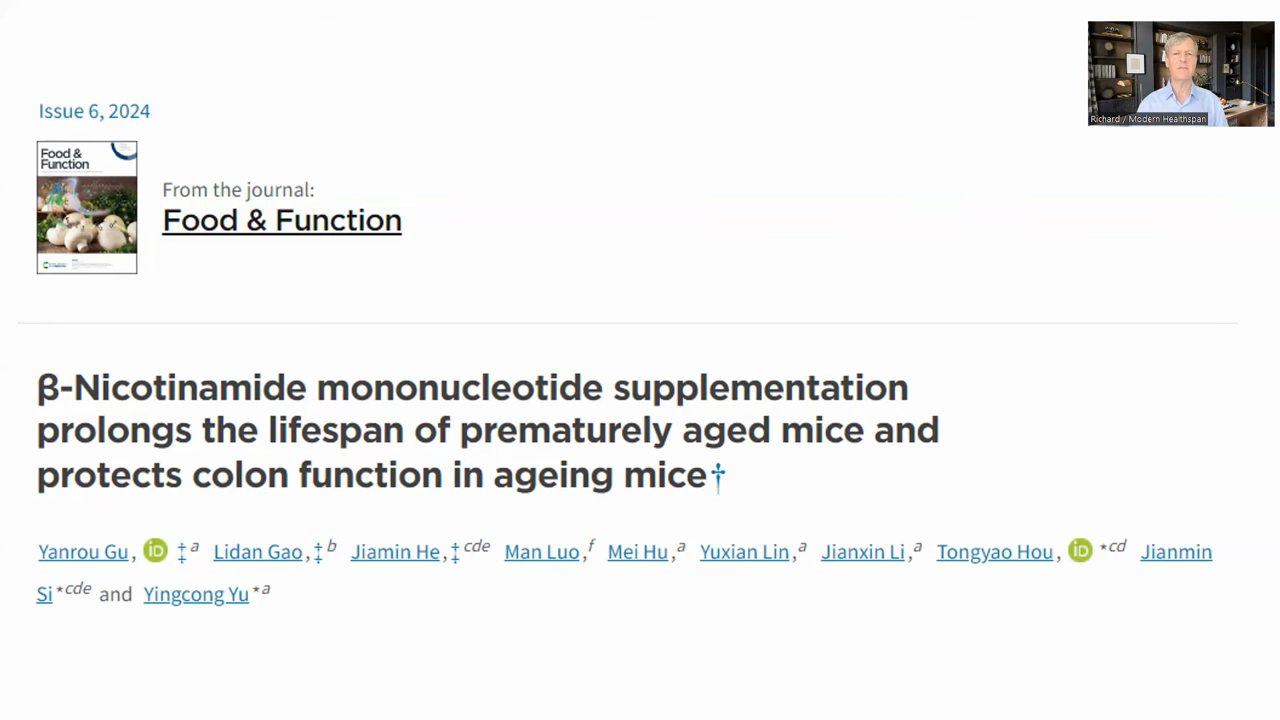 Richard / Modern Healthspan
Issue 6, 2024
Food &
Function
From the journal:
Food & Function
β-Nicotinamide mononucleotide supplementation
prolongs the lifespan of prematurely aged mice and
protects colon function in ageing mice†
Yanrou Gu, iD ‡a Lidan Gao,‡b Jiamin He,‡cde Man Luo,f Mei Hu,a Yuxian Lin,a Jianxin Li,a Tongyao Hou, iD *cd Jianmin
Si*cde and Yingcong Yu*a